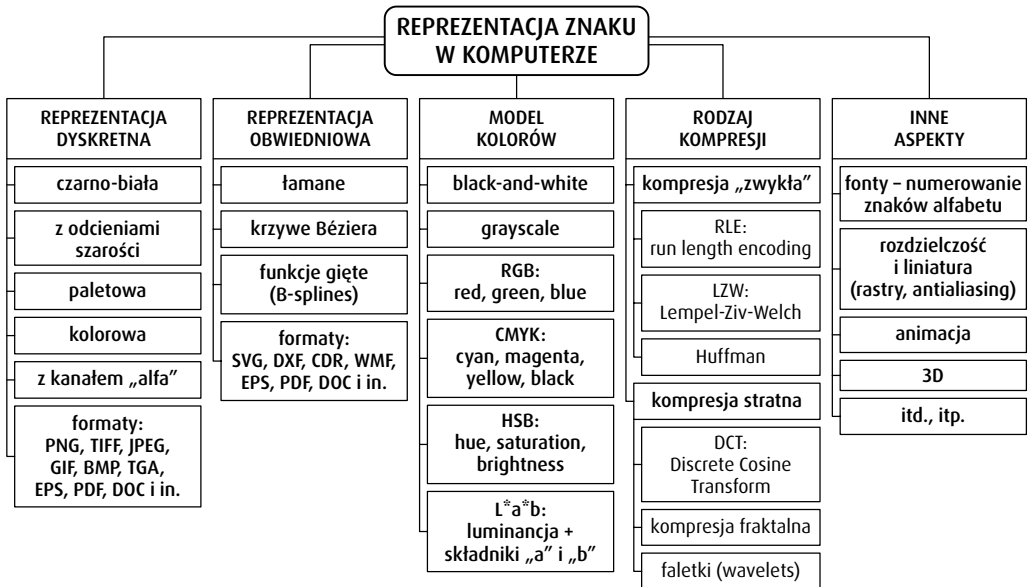 REPREZENTACJA ZNAKU
W KOMPUTERZE
REPREZENTACJA
DYSKRETNA
czarno-biała
z odcieniami
szarości
paletowa
kolorowa
z kanałem „alfa”
formaty:
PNG, TIFF, JPEG,
GIF, BMP, TGA,
EPS, PDF, DOC i in.
REPREZENTACJA
OBWIEDNIOWA
łamane
krzywe Béziera
funkcje gięte
(B-splines)
formaty:
SVG, DXF, CDR, WMF,
EPS, PDF, DOC i in.
MODEL
KOLORÓW
black-and-white
grayscale
RGB:
red, green, blue
CMYK:
cyan, magenta,
yellow, black
HSB:
hue, saturation,
brightness
L*a*b:
luminancja +
składniki „a” i „b”
RODZAJ
KOMPRESJI
kompresja „zwykła”
RLE:
run length encoding
LZW:
Lempel-Ziv-Welch
Huffman
kompresja stratna
DCT:
Discrete Cosine
Transform
kompresja fraktalna
faletki (wavelets)
INNE
ASPEKTY
fonty – numerowanie
znaków alfabetu
rozdzielczość
i liniatura
(rastry, antialiasing)
animacja
3D
itd., itp.